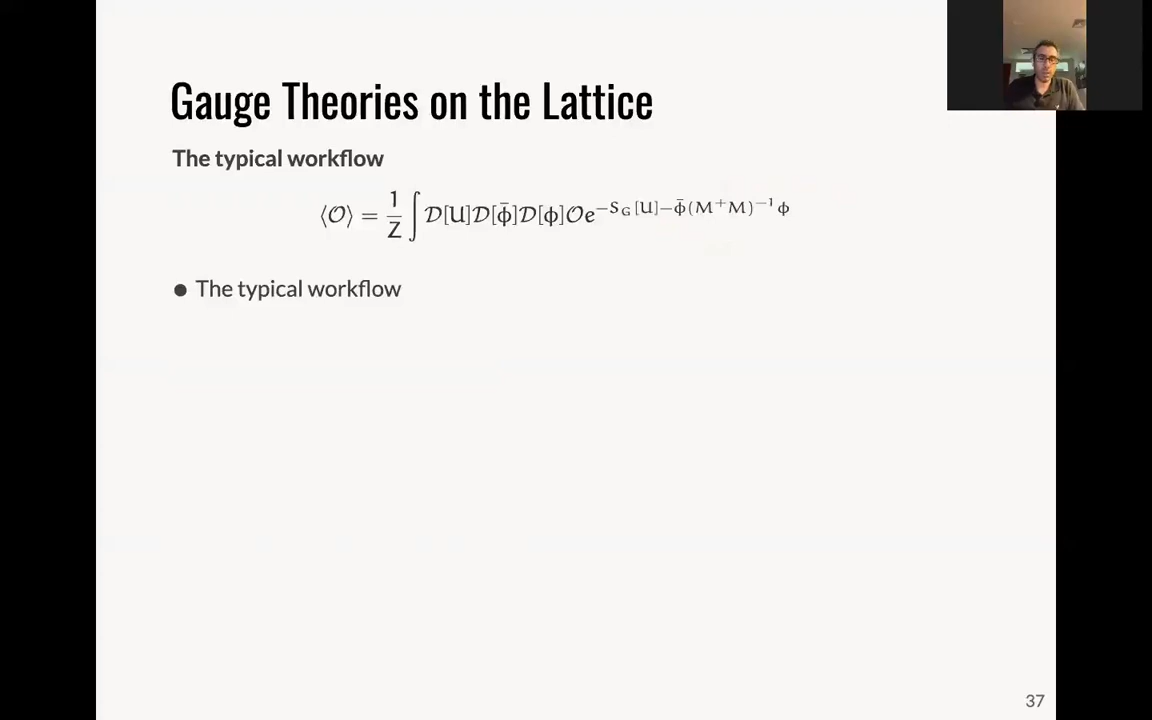 Gauge Theories on the Lattice
The typical workflow
⟨𝒪⟩ = 1/Z ∫ 𝒟[U]𝒟[ϕ̄]𝒟[ϕ]𝒪e^{−S_G[U]−ϕ̄(M⁺M)⁻¹ϕ}
● The typical workflow
37